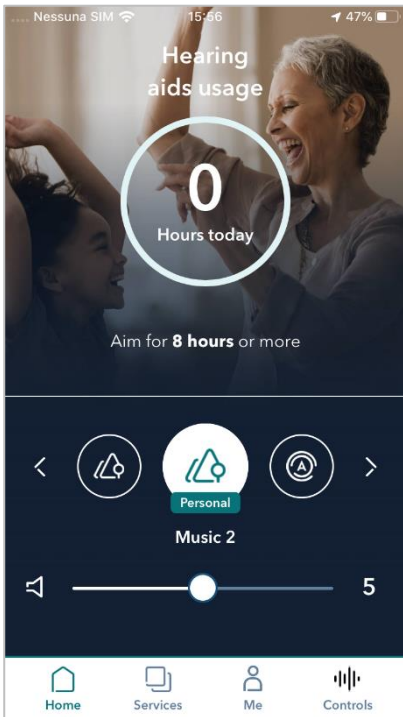 Nessuna SIM 15:56 47%
Hearing
aids usage
0
Hours today
Aim for 8 hours or more
A
Personal
Music 2
5
Home Services Me Controls